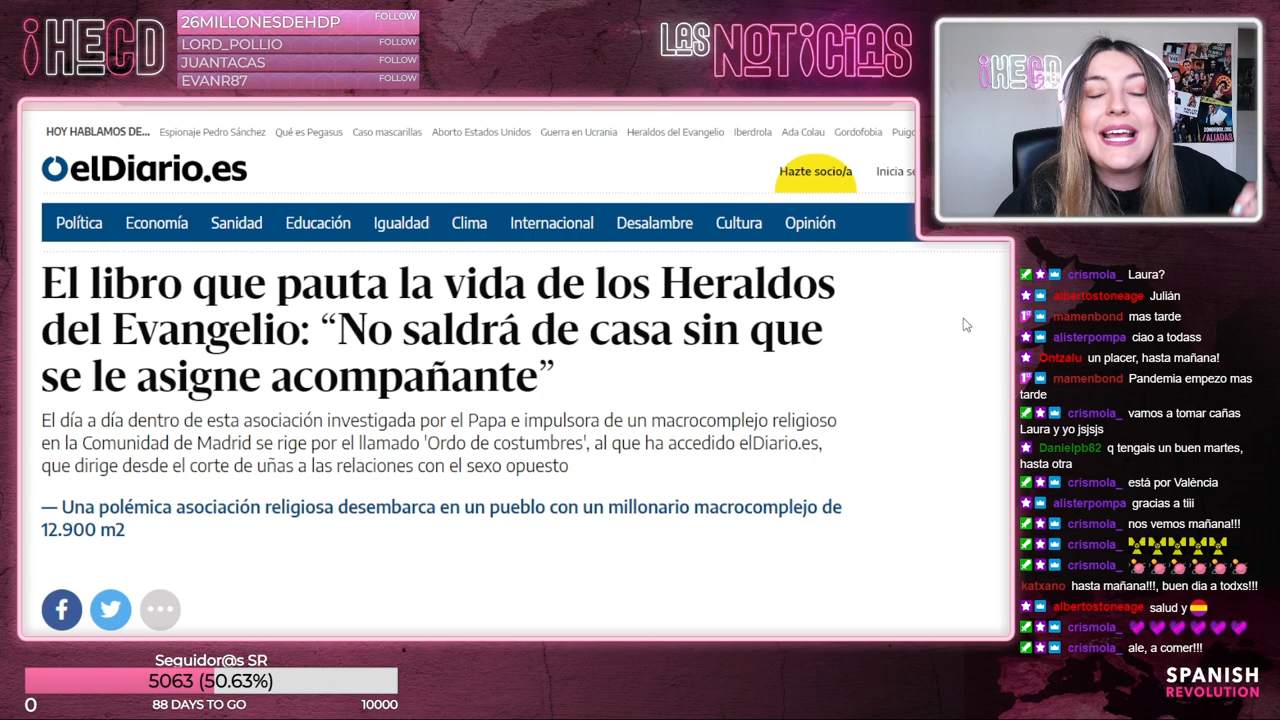 ¡HECD
26MILLONESDEHDP FOLLOW
LORD_POLLIO FOLLOW
JUANTACAS FOLLOW
EVANR87 FOLLOW
LAS NOTICIAS
¡HECD
HOY HABLAMOS DE... Espionaje Pedro Sánchez Qué es Pegasus Caso mascarillas Aborto Estados Unidos Guerra en Ucrania Heraldos del Evangelio Iberdrola Ada Colau Gordofobia Puig
elDiario.es
Hazte socio/a Inicia se
Política Economía Sanidad Educación Igualdad Clima Internacional Desalambre Cultura Opinión
El libro que pauta la vida de los Heraldos
del Evangelio: “No saldrá de casa sin que
se le asigne acompañante”
El día a día dentro de esta asociación investigada por el Papa e impulsora de un macrocomplejo religioso
en la Comunidad de Madrid se rige por el llamado 'Ordo de costumbres', al que ha accedido elDiario.es,
que dirige desde el corte de uñas a las relaciones con el sexo opuesto
— Una polémica asociación religiosa desembarca en un pueblo con un millonario macrocomplejo de
12.900 m2
crismola_ Laura?
albertostoneage Julián
mamenbond mas tarde
alisterpompa ciao a todass
Ontzalu un placer, hasta mañana!
mamenbond Pandemia empezo mas
tarde
crismola_ vamos a tomar cañas
Laura y yo jsjsjs
Danielpb82 q tengais un buen martes,
hasta otra
crismola_ está por València
alisterpompa gracias a tiii
crismola_ nos vemos mañana!!!
crismola_
crismola_
katxano hasta mañana!!!, buen dia a todxs!!!
albertostoneage salud y
crismola_
crismola_ ale, a comer!!!
Seguidor@s SR
5063 (50.63%)
0 88 DAYS TO GO 10000
SPANISH
REVOLUTION